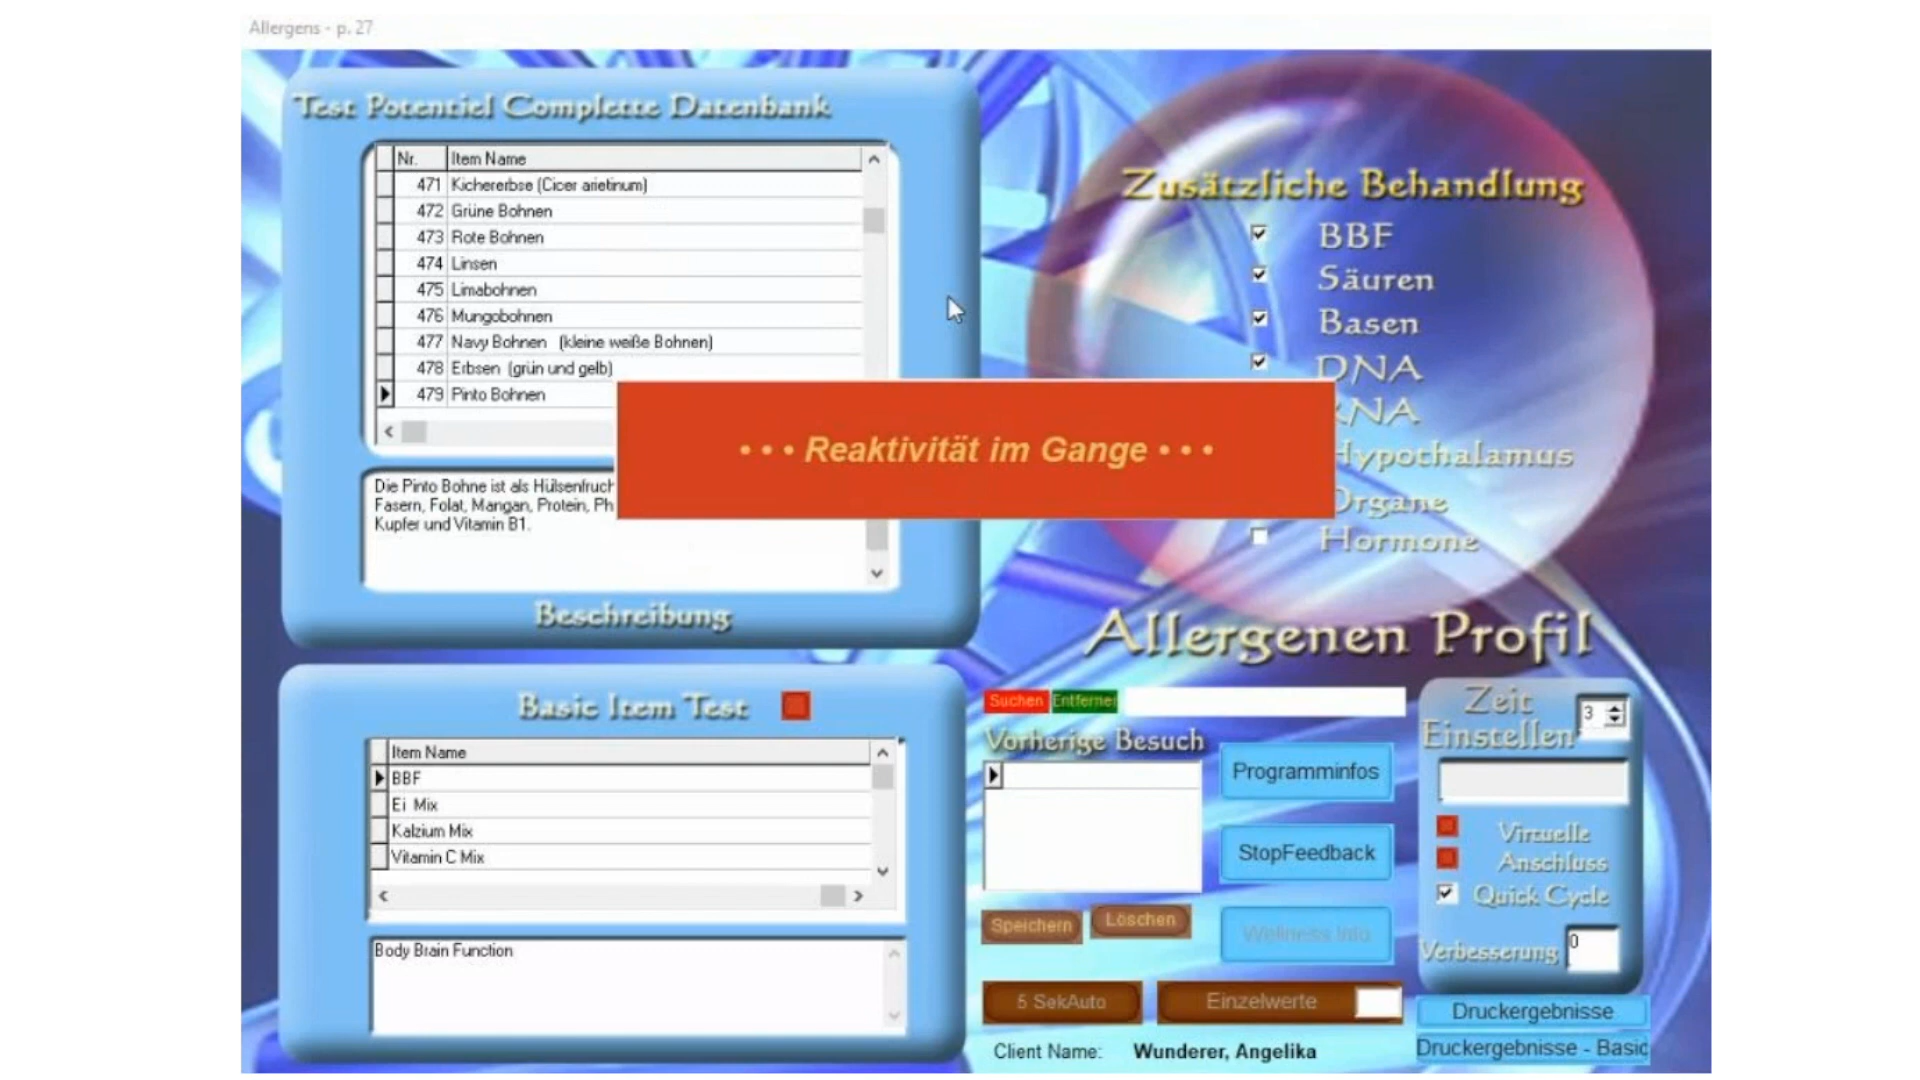 Allergens - p. 27
Test Potentiel Complette Datenbank
Nr. Item Name
471 Kichererbse (Cicer arietinum)
472 Grüne Bohnen
473 Rote Bohnen
474 Linsen
475 Limabohnen
476 Mungobohnen
477 Navy Bohnen (kleine weiße Bohnen)
478 Erbsen (grün und gelb)
479 Pinto Bohnen
Die Pinto Bohne ist als Hülsenfruch
Fasern, Folat, Mangan, Protein, Ph
Kupfer und Vitamin B1.
Beschreibung
Zusätzliche Behandlung
BBF
Säuren
Basen
DNA
RNA
Hypothalamus
Organe
Hormone
• • • Reaktivität im Gange • • •
Allergenen Profil
Basic Item Test
Item Name
BBF
Ei Mix
Kalzium Mix
Vitamin C Mix
Body Brain Function
Suchen Entfernen
Vorherige Besuch
Programminfos
StopFeedback
Wellness Info
Speichern Löschen
5 SekAuto
Einzelwerte
Client Name: Wunderer, Angelika
Zeit
Einstellen 3
Virtuelle
Anschluss
Quick Cycle
Verbesserung 0
Druckergebnisse
Druckergebnisse - Basic